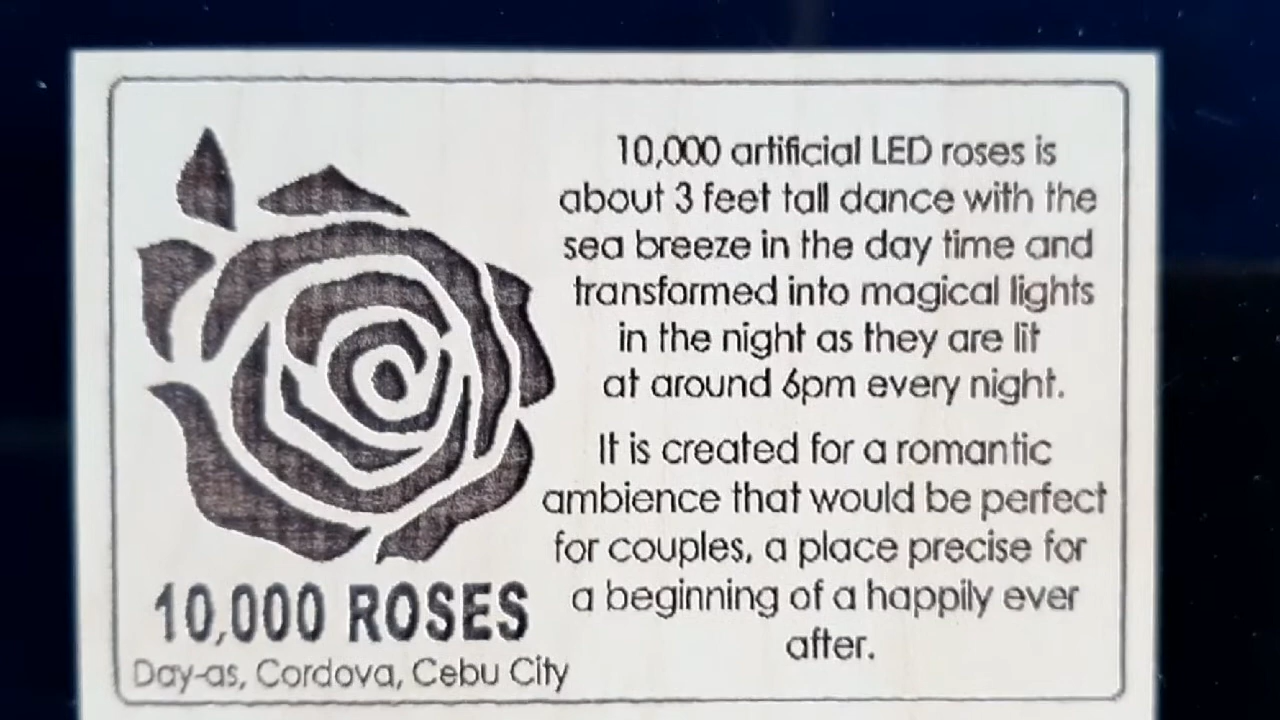 10,000 artificial LED roses is
about 3 feet tall dance with the
sea breeze in the day time and
transformed into magical lights
in the night as they are lit
at around 6pm every night.
It is created for a romantic
ambience that would be perfect
for couples, a place precise for
a beginning of a happily ever
after.
10,000 ROSES
Day-as, Cordova, Cebu City